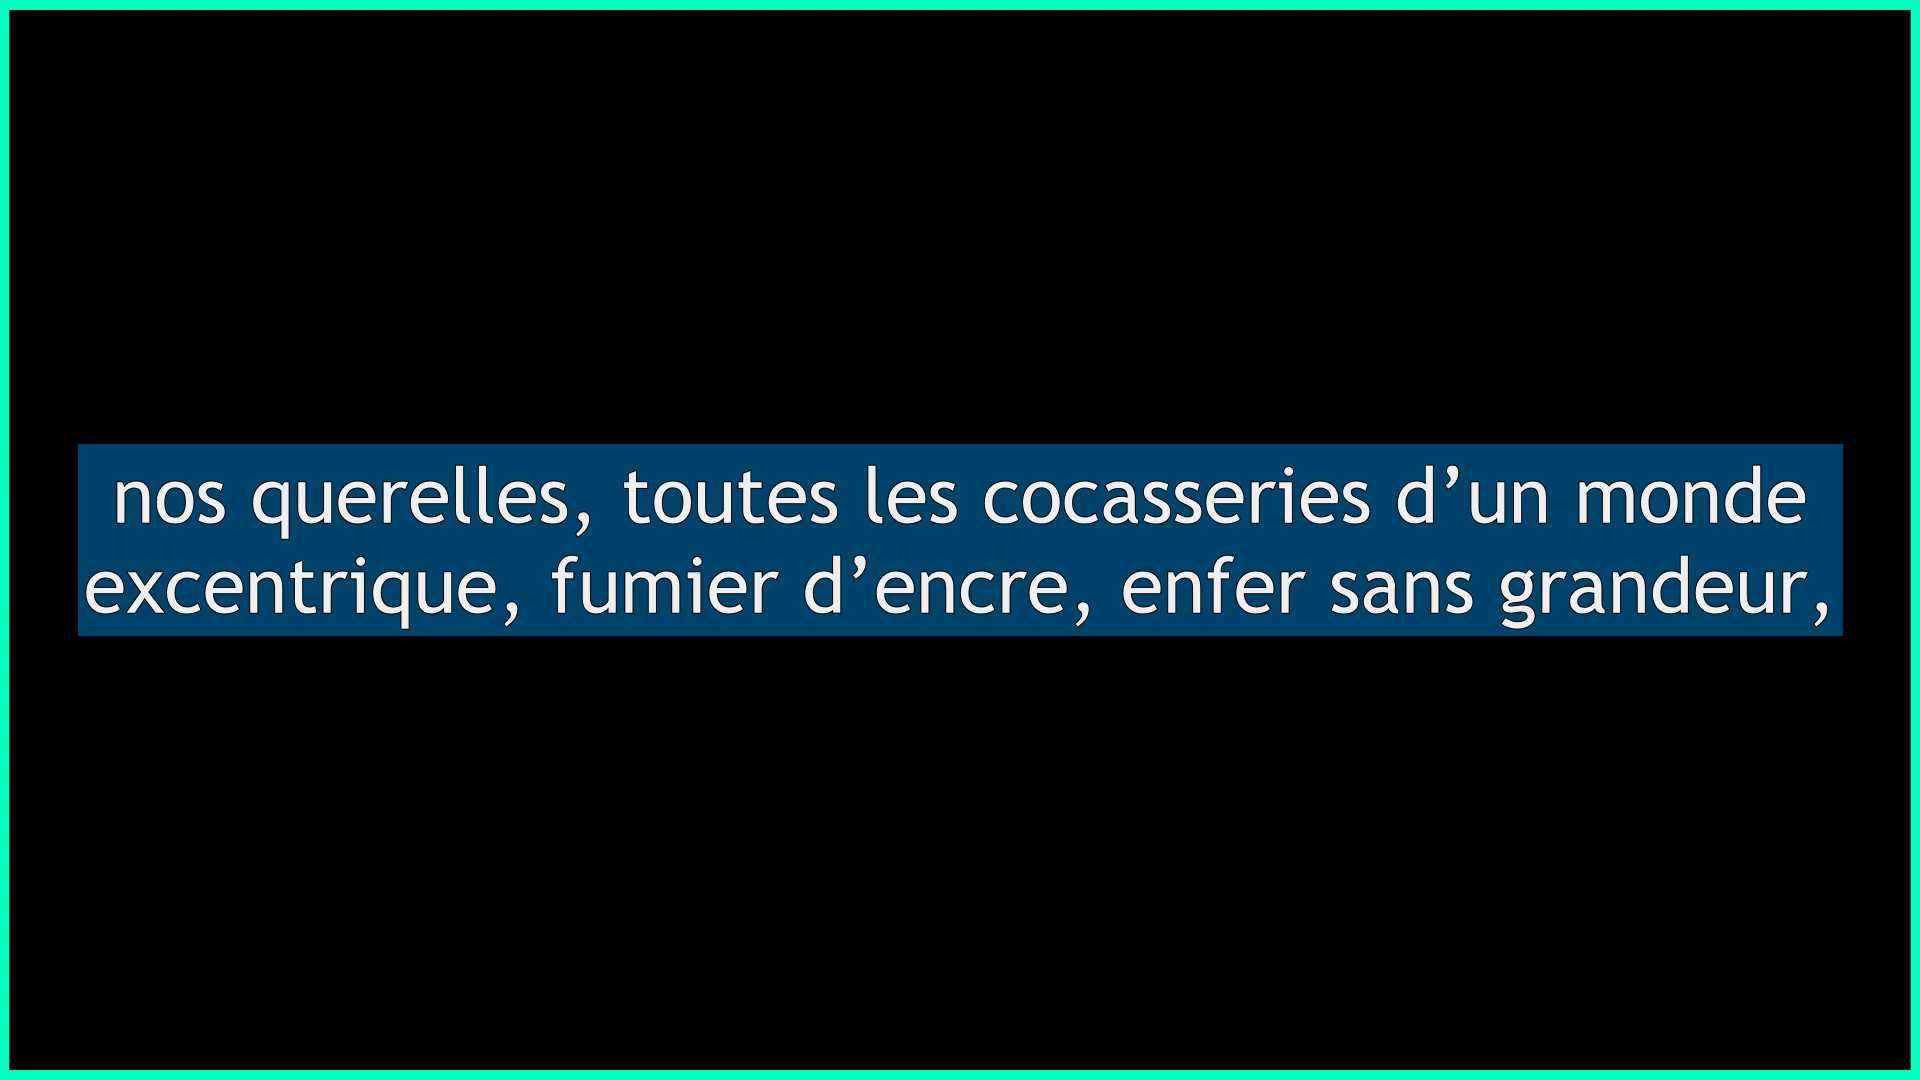 nos querelles, toutes les cocasseries d’un monde
excentrique, fumier d’encre, enfer sans grandeur,